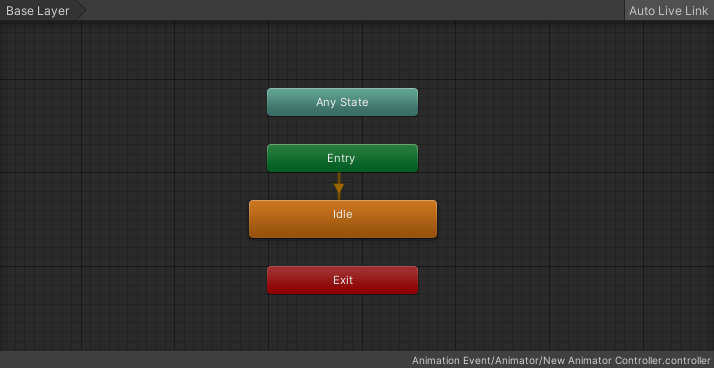 Base Layer
Auto Live Link
Any State
Entry
Idle
Exit
Animation Event/Animator/New Animator Controller.controller